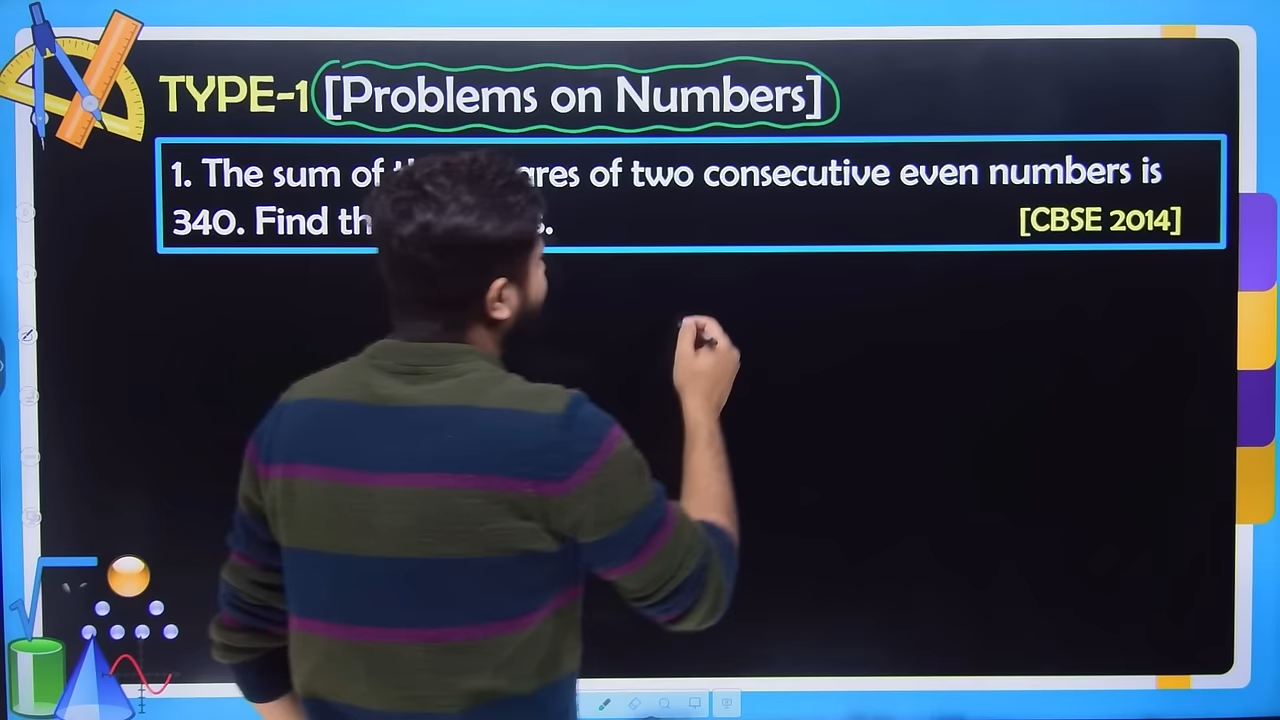 TYPE-1 [Problems on Numbers]
1. The sum of ares of two consecutive even numbers is
340. Find th s. [CBSE 2014]